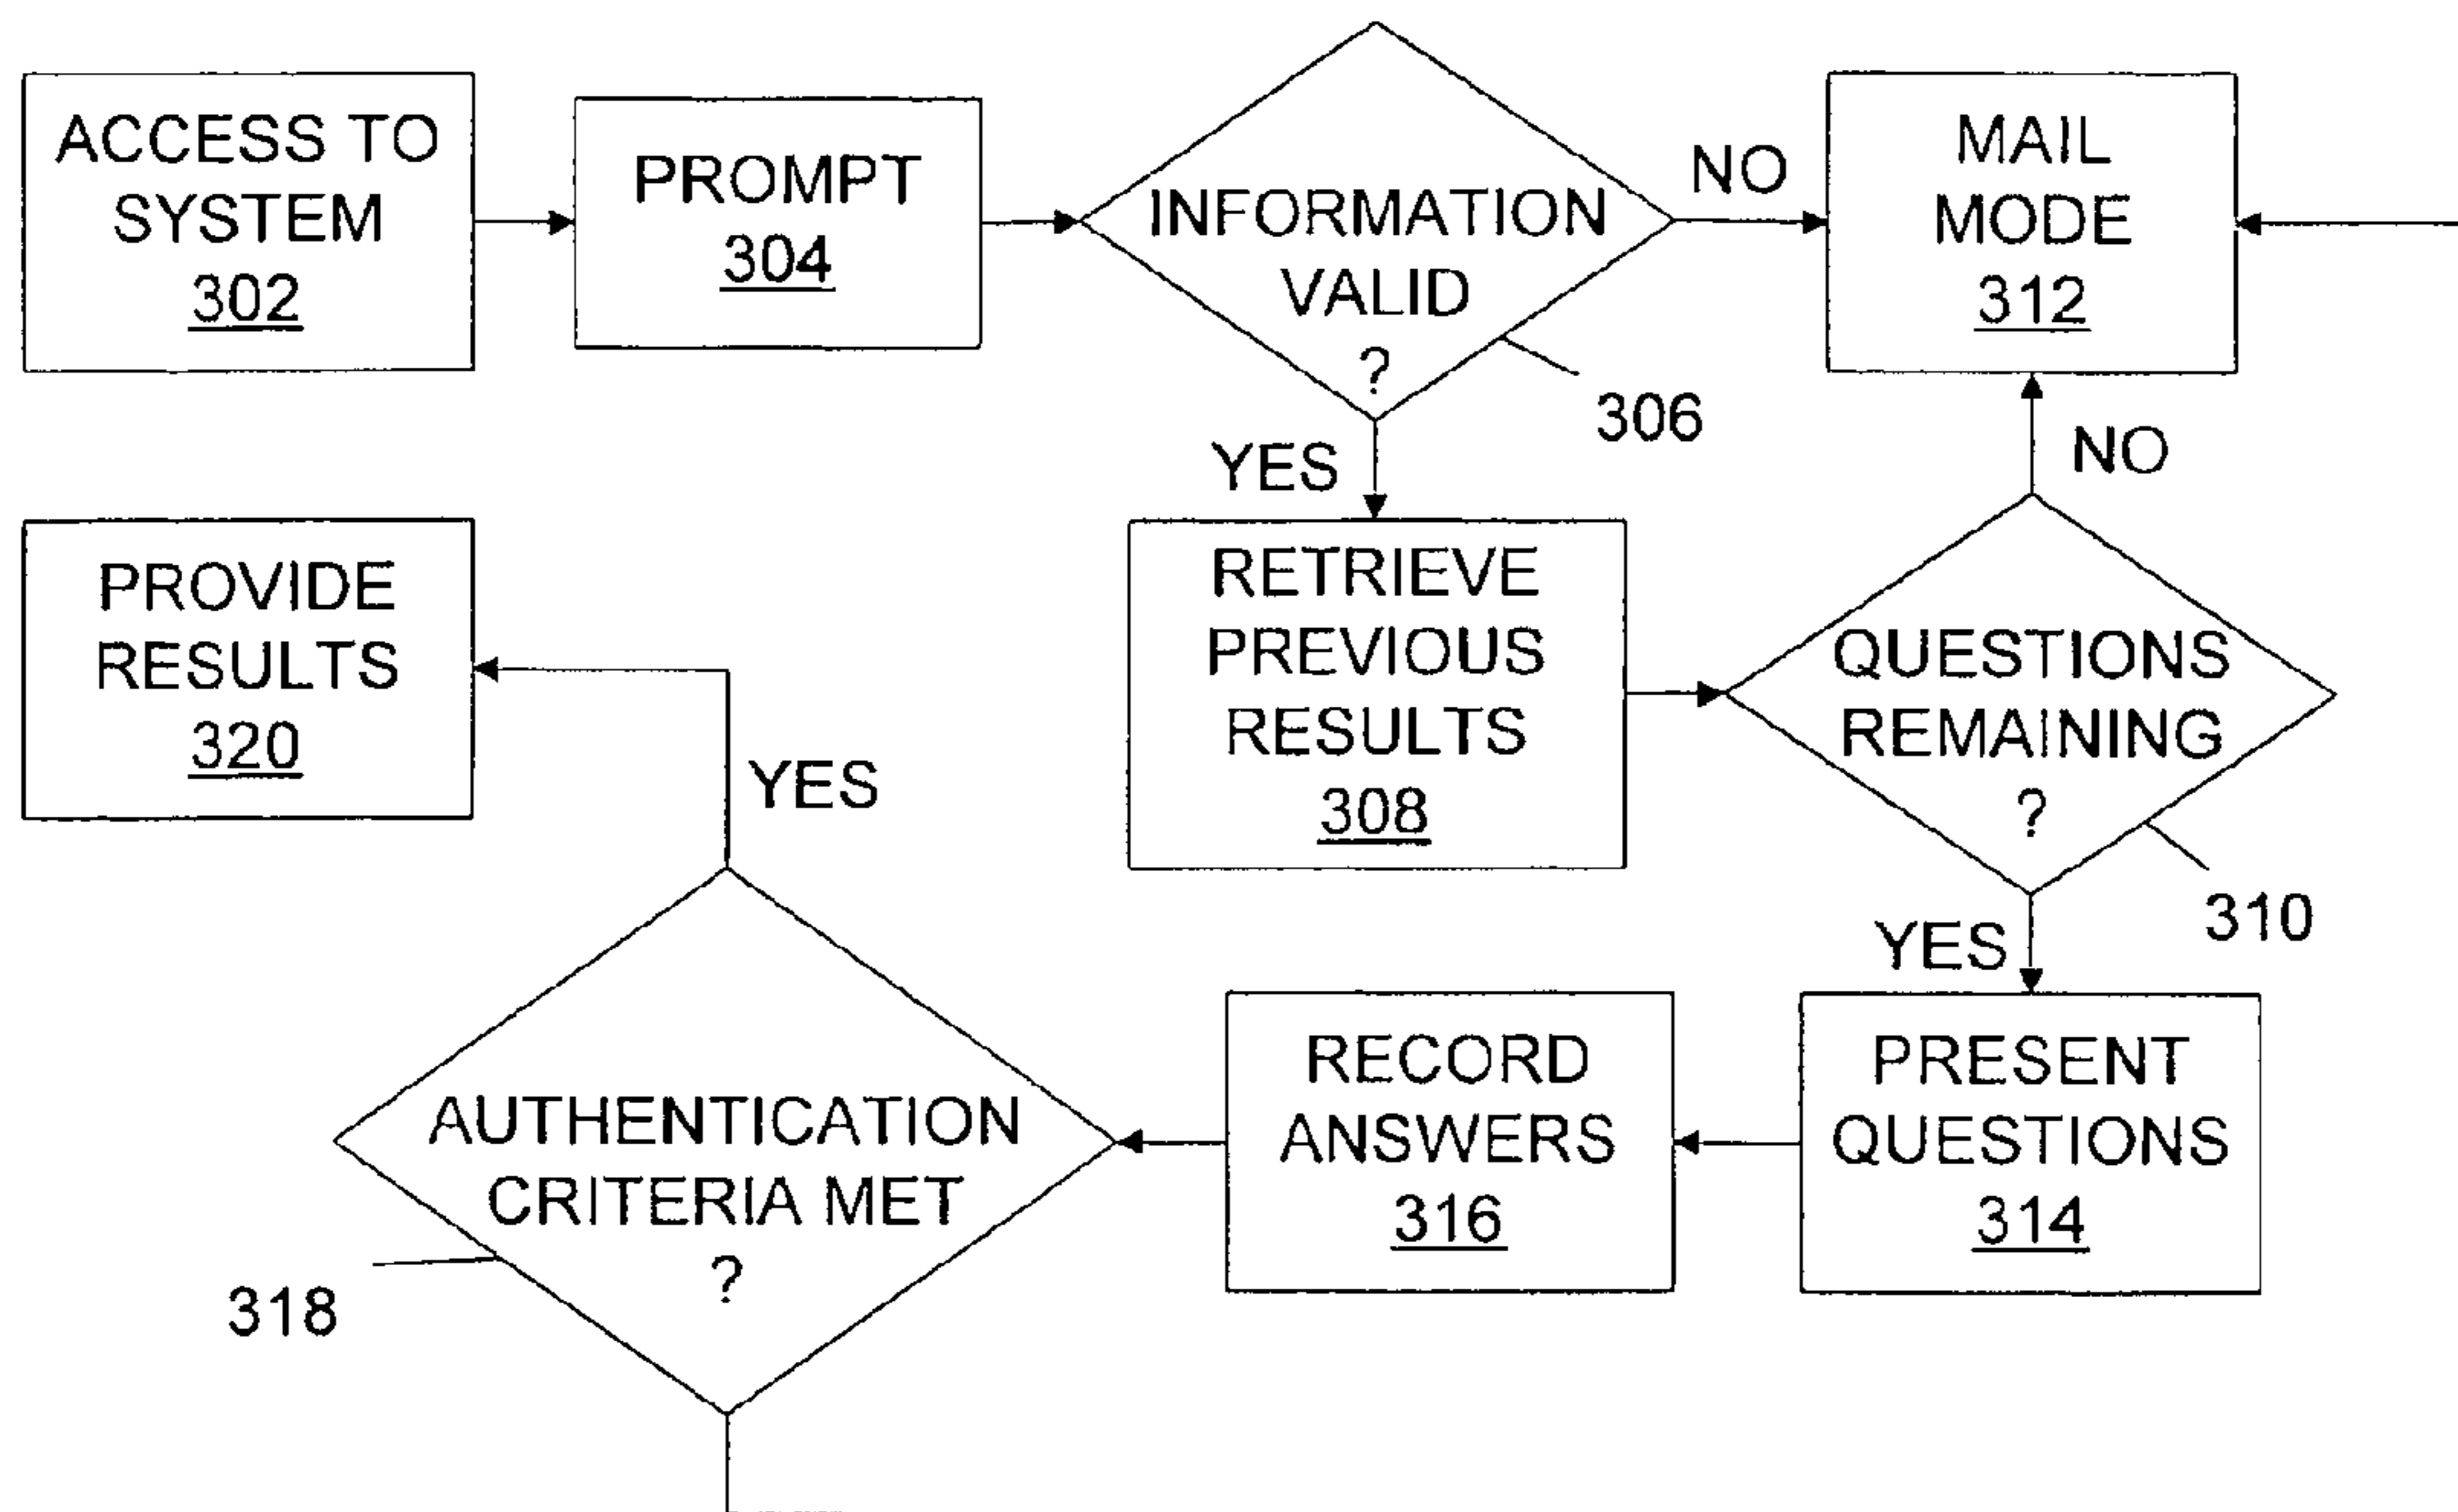 ACCESS TO
SYSTEM
302
PROMPT
304
INFORMATION
VALID
?
306
NO
MAIL
MODE
312
YES
NO
PROVIDE
RESULTS
320
YES
RETRIEVE
PREVIOUS
RESULTS
308
QUESTIONS
REMAINING
?
310
YES
AUTHENTICATION
CRITERIA MET
?
318
RECORD
ANSWERS
316
PRESENT
QUESTIONS
314